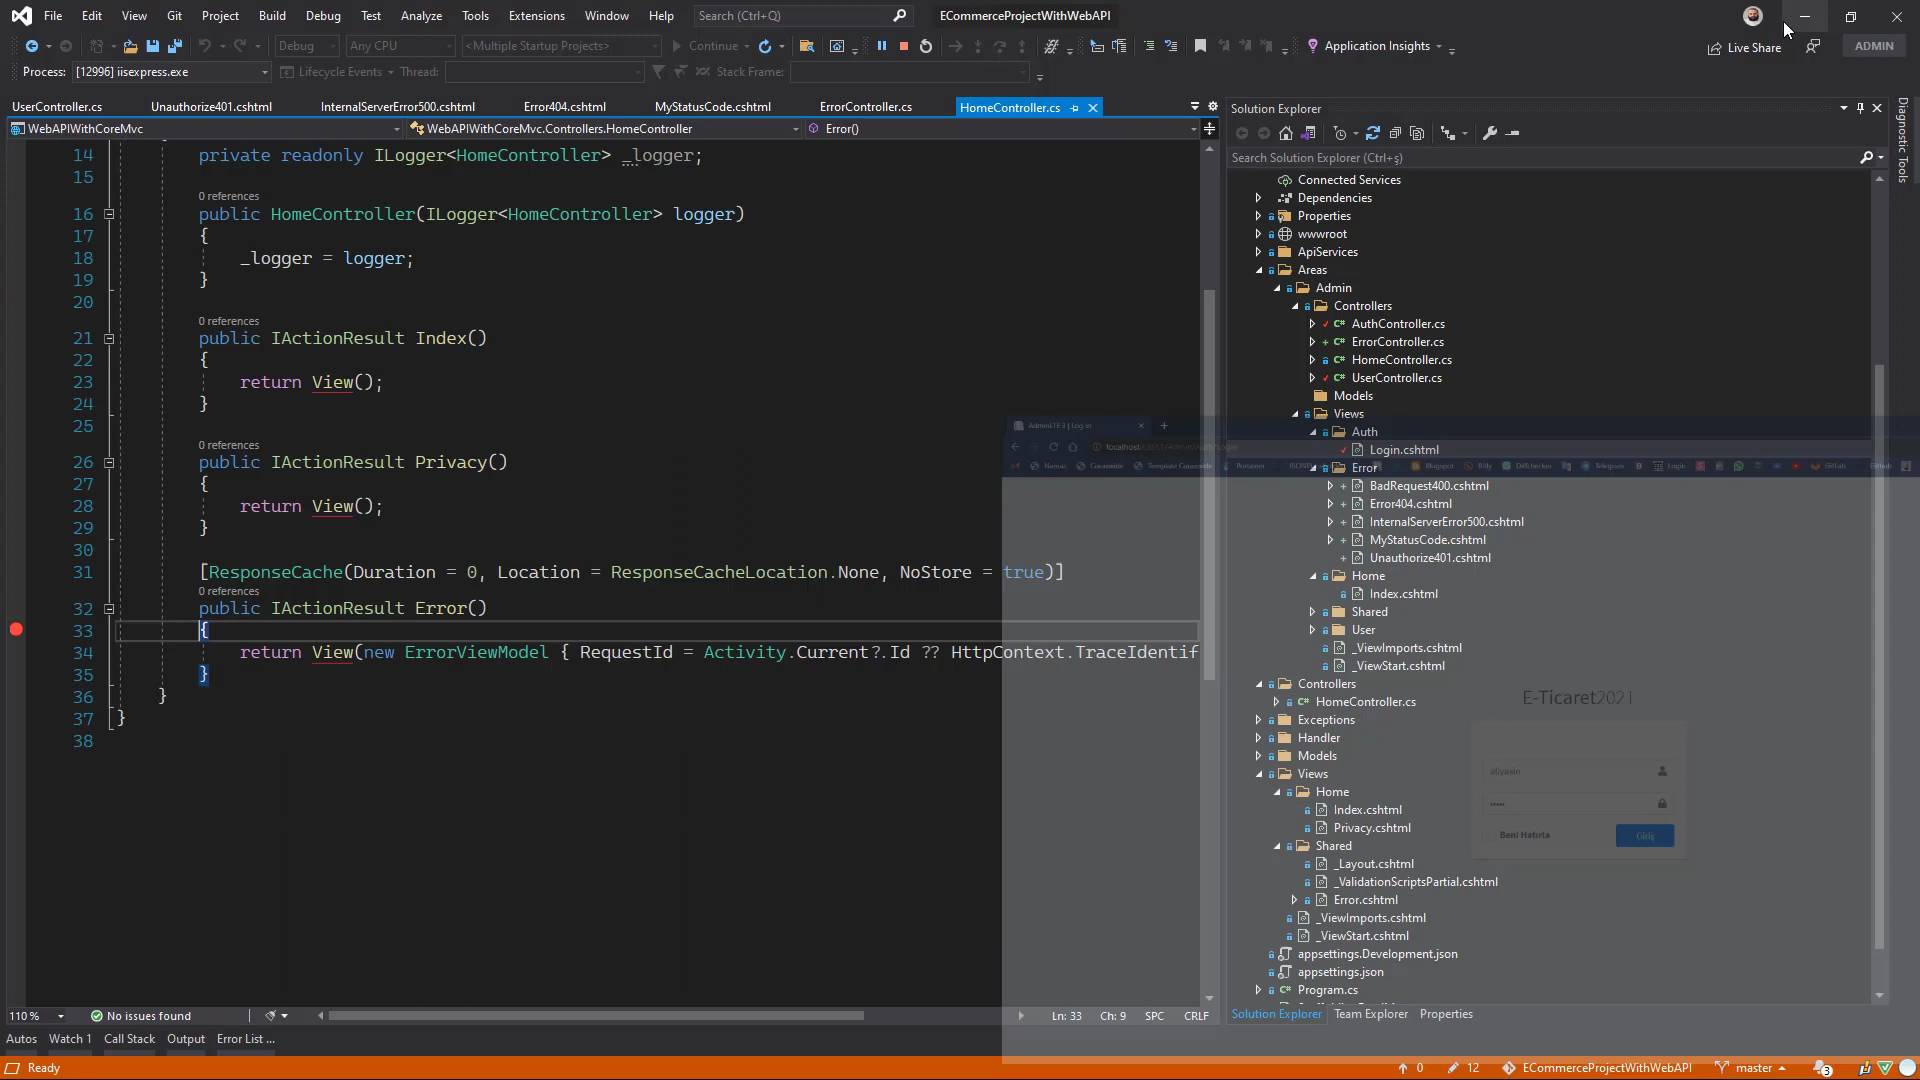 File Edit View Git Project Build Debug Test Analyze Tools Extensions Window Help Search (Ctrl+Q) ECommerceProjectWithWebAPI
Debug Any CPU <Multiple Startup Projects> Continue Application Insights Live Share ADMIN
Process: [12996] iisexpress.exe Lifecycle Events Thread: Stack Frame:
UserController.cs Unauthorize401.cshtml InternalServerError500.cshtml Error404.cshtml MyStatusCode.cshtml ErrorController.cs HomeController.cs
WebAPIWithCoreMvc WebAPIWithCoreMvc.Controllers.HomeController Error()
14 private readonly ILogger<HomeController> _logger;
15
0 references
16 public HomeController(ILogger<HomeController> logger)
17 {
18 _logger = logger;
19 }
20
0 references
21 public IActionResult Index()
22 {
23 return View();
24 }
25
0 references
26 public IActionResult Privacy()
27 {
28 return View();
29 }
30
31 [ResponseCache(Duration = 0, Location = ResponseCacheLocation.None, NoStore = true)]
0 references
32 public IActionResult Error()
33 {
34 return View(new ErrorViewModel { RequestId = Activity.Current?.Id ?? HttpContext.TraceIdentif
35 }
36 }
37 }
38
Solution Explorer
Search Solution Explorer (Ctrl+ş)
Connected Services
Dependencies
Properties
wwwroot
ApiServices
Areas
Admin
Controllers
AuthController.cs
ErrorController.cs
HomeController.cs
UserController.cs
Models
Views
Auth
Login.cshtml
Error
BadRequest400.cshtml
Error404.cshtml
InternalServerError500.cshtml
MyStatusCode.cshtml
Unauthorize401.cshtml
Home
Index.cshtml
Shared
User
_ViewImports.cshtml
_ViewStart.cshtml
Controllers
HomeController.cs
Exceptions
Handler
Models
Views
Home
Index.cshtml
Privacy.cshtml
Shared
_Layout.cshtml
_ValidationScriptsPartial.cshtml
Error.cshtml
_ViewImports.cshtml
_ViewStart.cshtml
appsettings.Development.json
appsettings.json
Program.cs
Solution Explorer Team Explorer Properties
Diagnostic Tools
AdminLTE 3 | Log in
localhost
E-Ticaret2021
aliyasin
Beni Hatırla Giriş
110 % No issues found Ln: 33 Ch: 9 SPC CRLF
Autos Watch 1 Call Stack Output Error List ...
Ready 0 12 ECommerceProjectWithWebAPI master 3